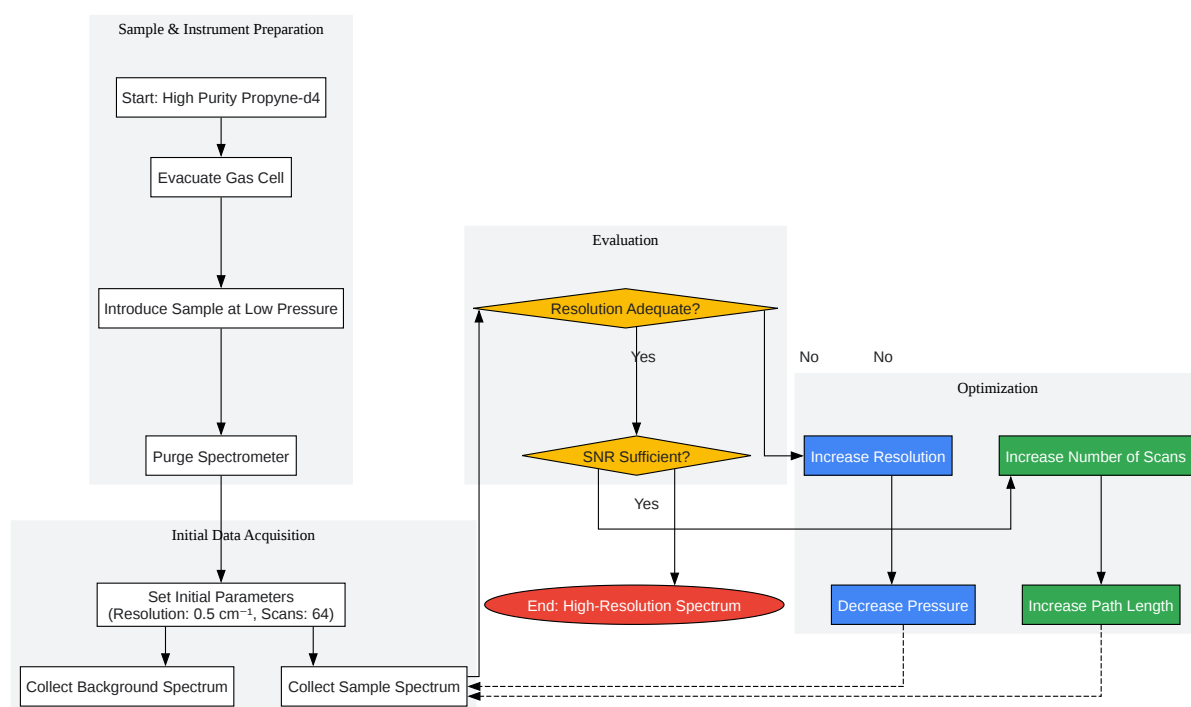 Sample & Instrument Preparation
Start: High Purity Propyne-d4
Evacuate Gas Cell
Introduce Sample at Low Pressure
Purge Spectrometer
Initial Data Acquisition
Set Initial Parameters
(Resolution: 0.5 cm⁻¹, Scans: 64)
Collect Background Spectrum
Collect Sample Spectrum
Evaluation
Resolution Adequate?
Yes
No
No
SNR Sufficient?
Yes
End: High-Resolution Spectrum
Optimization
Increase Resolution
Increase Number of Scans
Decrease Pressure
Increase Path Length